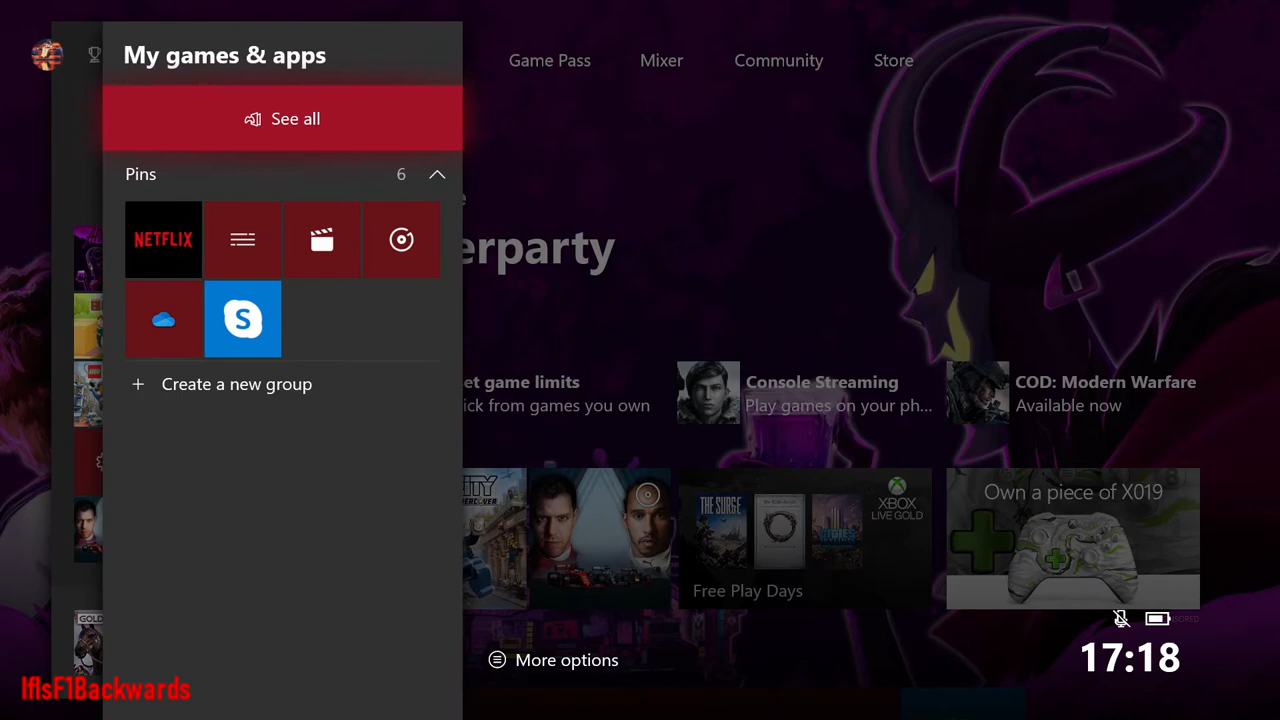 My games & apps
See all
Pins
6
NETFLIX
S
Create a new group
Game Pass
Mixer
Community
Store
e
erparty
et game limits
ick from games you own
Console Streaming
Play games on your ph...
COD: Modern Warfare
Available now
THE SURGE
CITIES
XBOX
LIVE GOLD
Free Play Days
Own a piece of X019
More options
17:18
IfIsF1Backwards